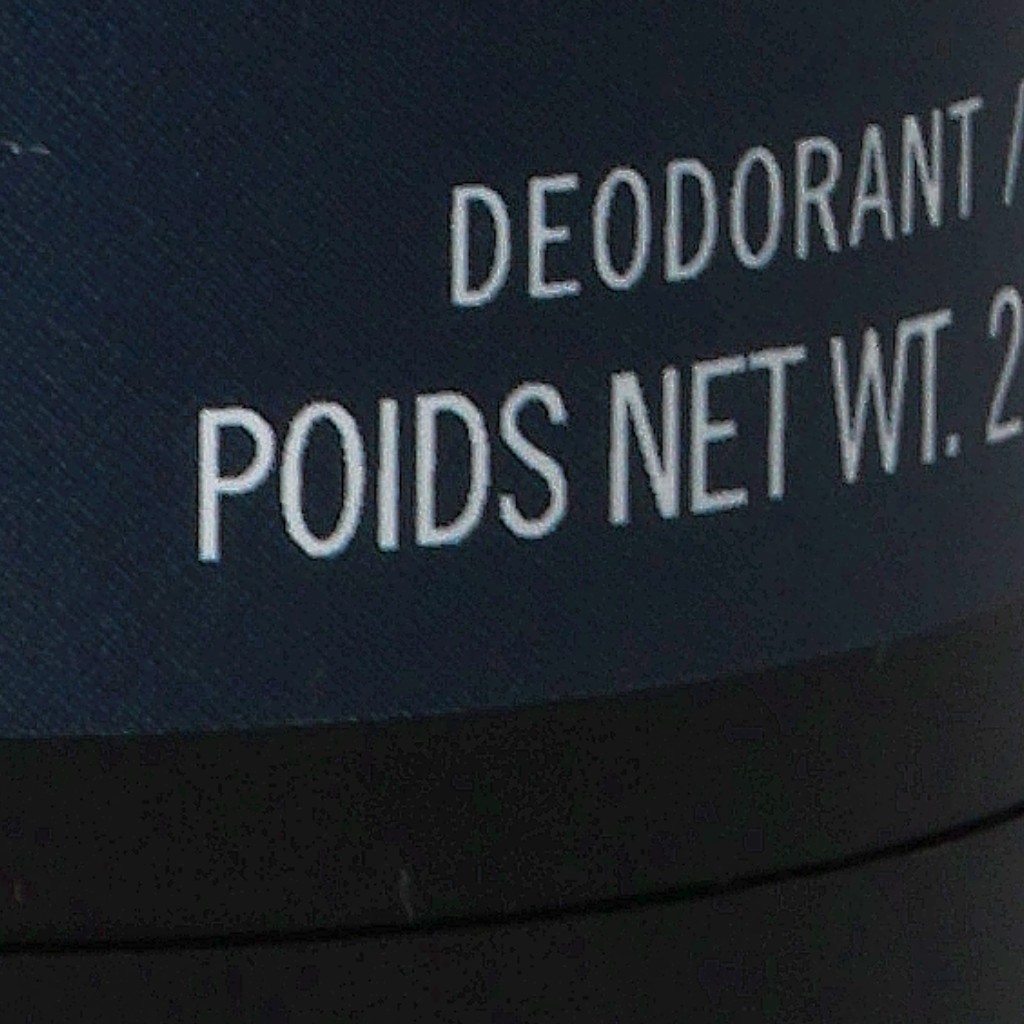 DEODORANT /
POIDS NET WT. 2